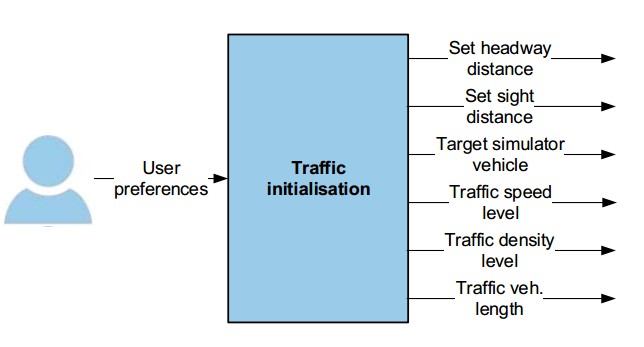 User
preferences
Traffic
initialisation
Set headway
distance
Set sight
distance
Target simulator
vehicle
Traffic speed
level
Traffic density
level
Traffic veh.
length